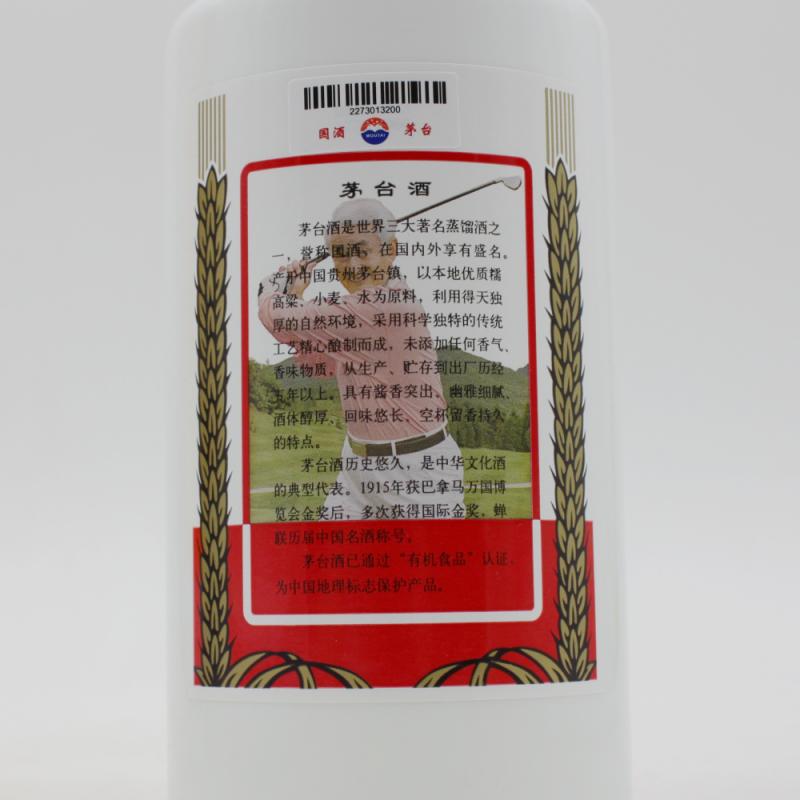 2273013200
国酒 MOUTAI 茅台
茅台酒
茅台酒是世界三大著名蒸馏酒之
一，誉称国酒，在国内外享有盛名。
产于中国贵州茅台镇，以本地优质糯
高粱、小麦、水为原料，利用得天独
厚的自然环境，采用科学独特的传统
工艺精心酿制而成，未添加任何香气、
香味物质，从生产、贮存到出厂历经
五年以上。具有酱香突出、幽雅细腻、
酒体醇厚、回味悠长，空杯留香持久
的特点。
茅台酒历史悠久，是中华文化酒
的典型代表。1915年获巴拿马万国博
览会金奖后，多次获得国际金奖，蝉
联历届中国名酒称号。
茅台酒已通过“有机食品”认证，
为中国地理标志保护产品。